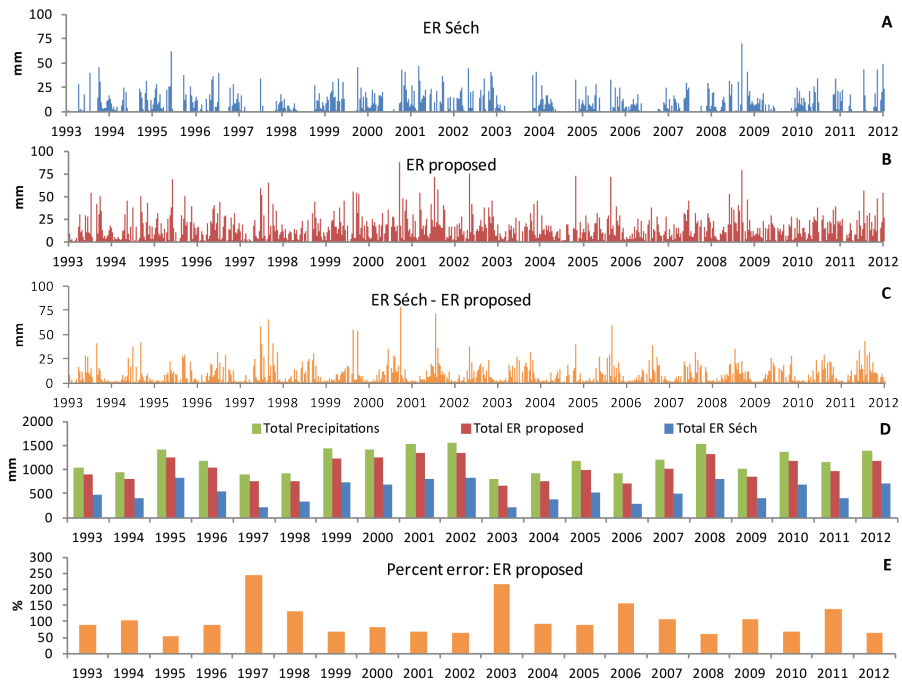 ER Séch
A
mm
100
75
50
25
0
1993 1994 1995 1996 1997 1998 1999 2000 2001 2002 2003 2004 2005 2006 2007 2008 2009 2010 2011 2012
ER proposed
B
mm
100
75
50
25
0
1993 1994 1995 1996 1997 1998 1999 2000 2001 2002 2003 2004 2005 2006 2007 2008 2009 2010 2011 2012
ER Séch - ER proposed
C
mm
100
75
50
25
0
1993 1994 1995 1996 1997 1998 1999 2000 2001 2002 2003 2004 2005 2006 2007 2008 2009 2010 2011 2012
Total Precipitations Total ER proposed Total ER Séch
D
mm
2000
1500
1000
500
0
1993 1994 1995 1996 1997 1998 1999 2000 2001 2002 2003 2004 2005 2006 2007 2008 2009 2010 2011 2012
Percent error: ER proposed
E
%
300
250
200
150
100
50
0
1993 1994 1995 1996 1997 1998 1999 2000 2001 2002 2003 2004 2005 2006 2007 2008 2009 2010 2011 2012